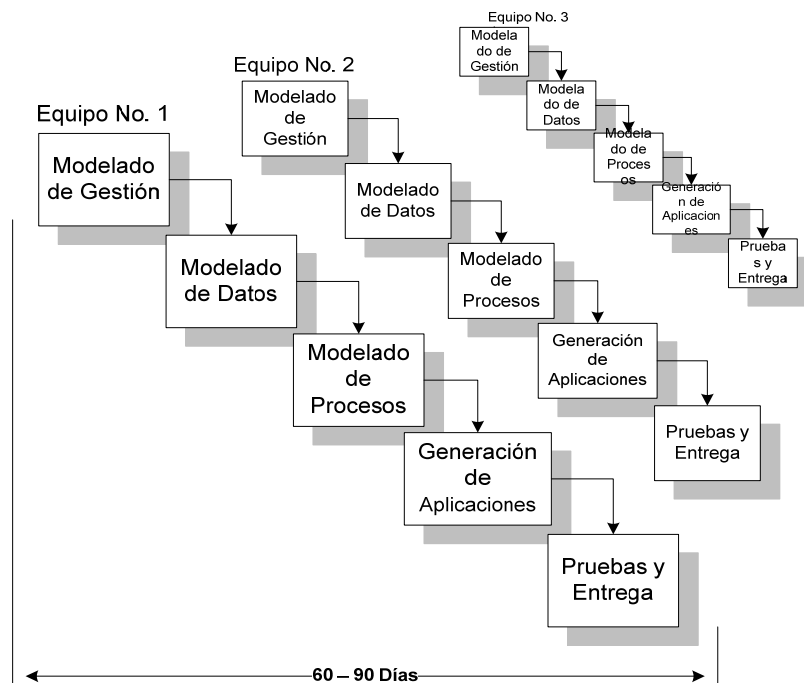 Equipo No. 1
Modelado
de Gestión
Modelado
de Datos
Modelado
de
Procesos
Generación
de
Aplicaciones
Pruebas y
Entrega
Equipo No. 2
Modelado
de
Gestión
Modelado
de Datos
Modelado
de
Procesos
Generación
de
Aplicaciones
Pruebas y
Entrega
Equipo No. 3
Modela
do de
Gestión
Modela
do de
Datos
Modela
do de
Proces
os
Generació
n de
Aplicacion
es
Prueba
s y
Entrega
60 – 90 Días